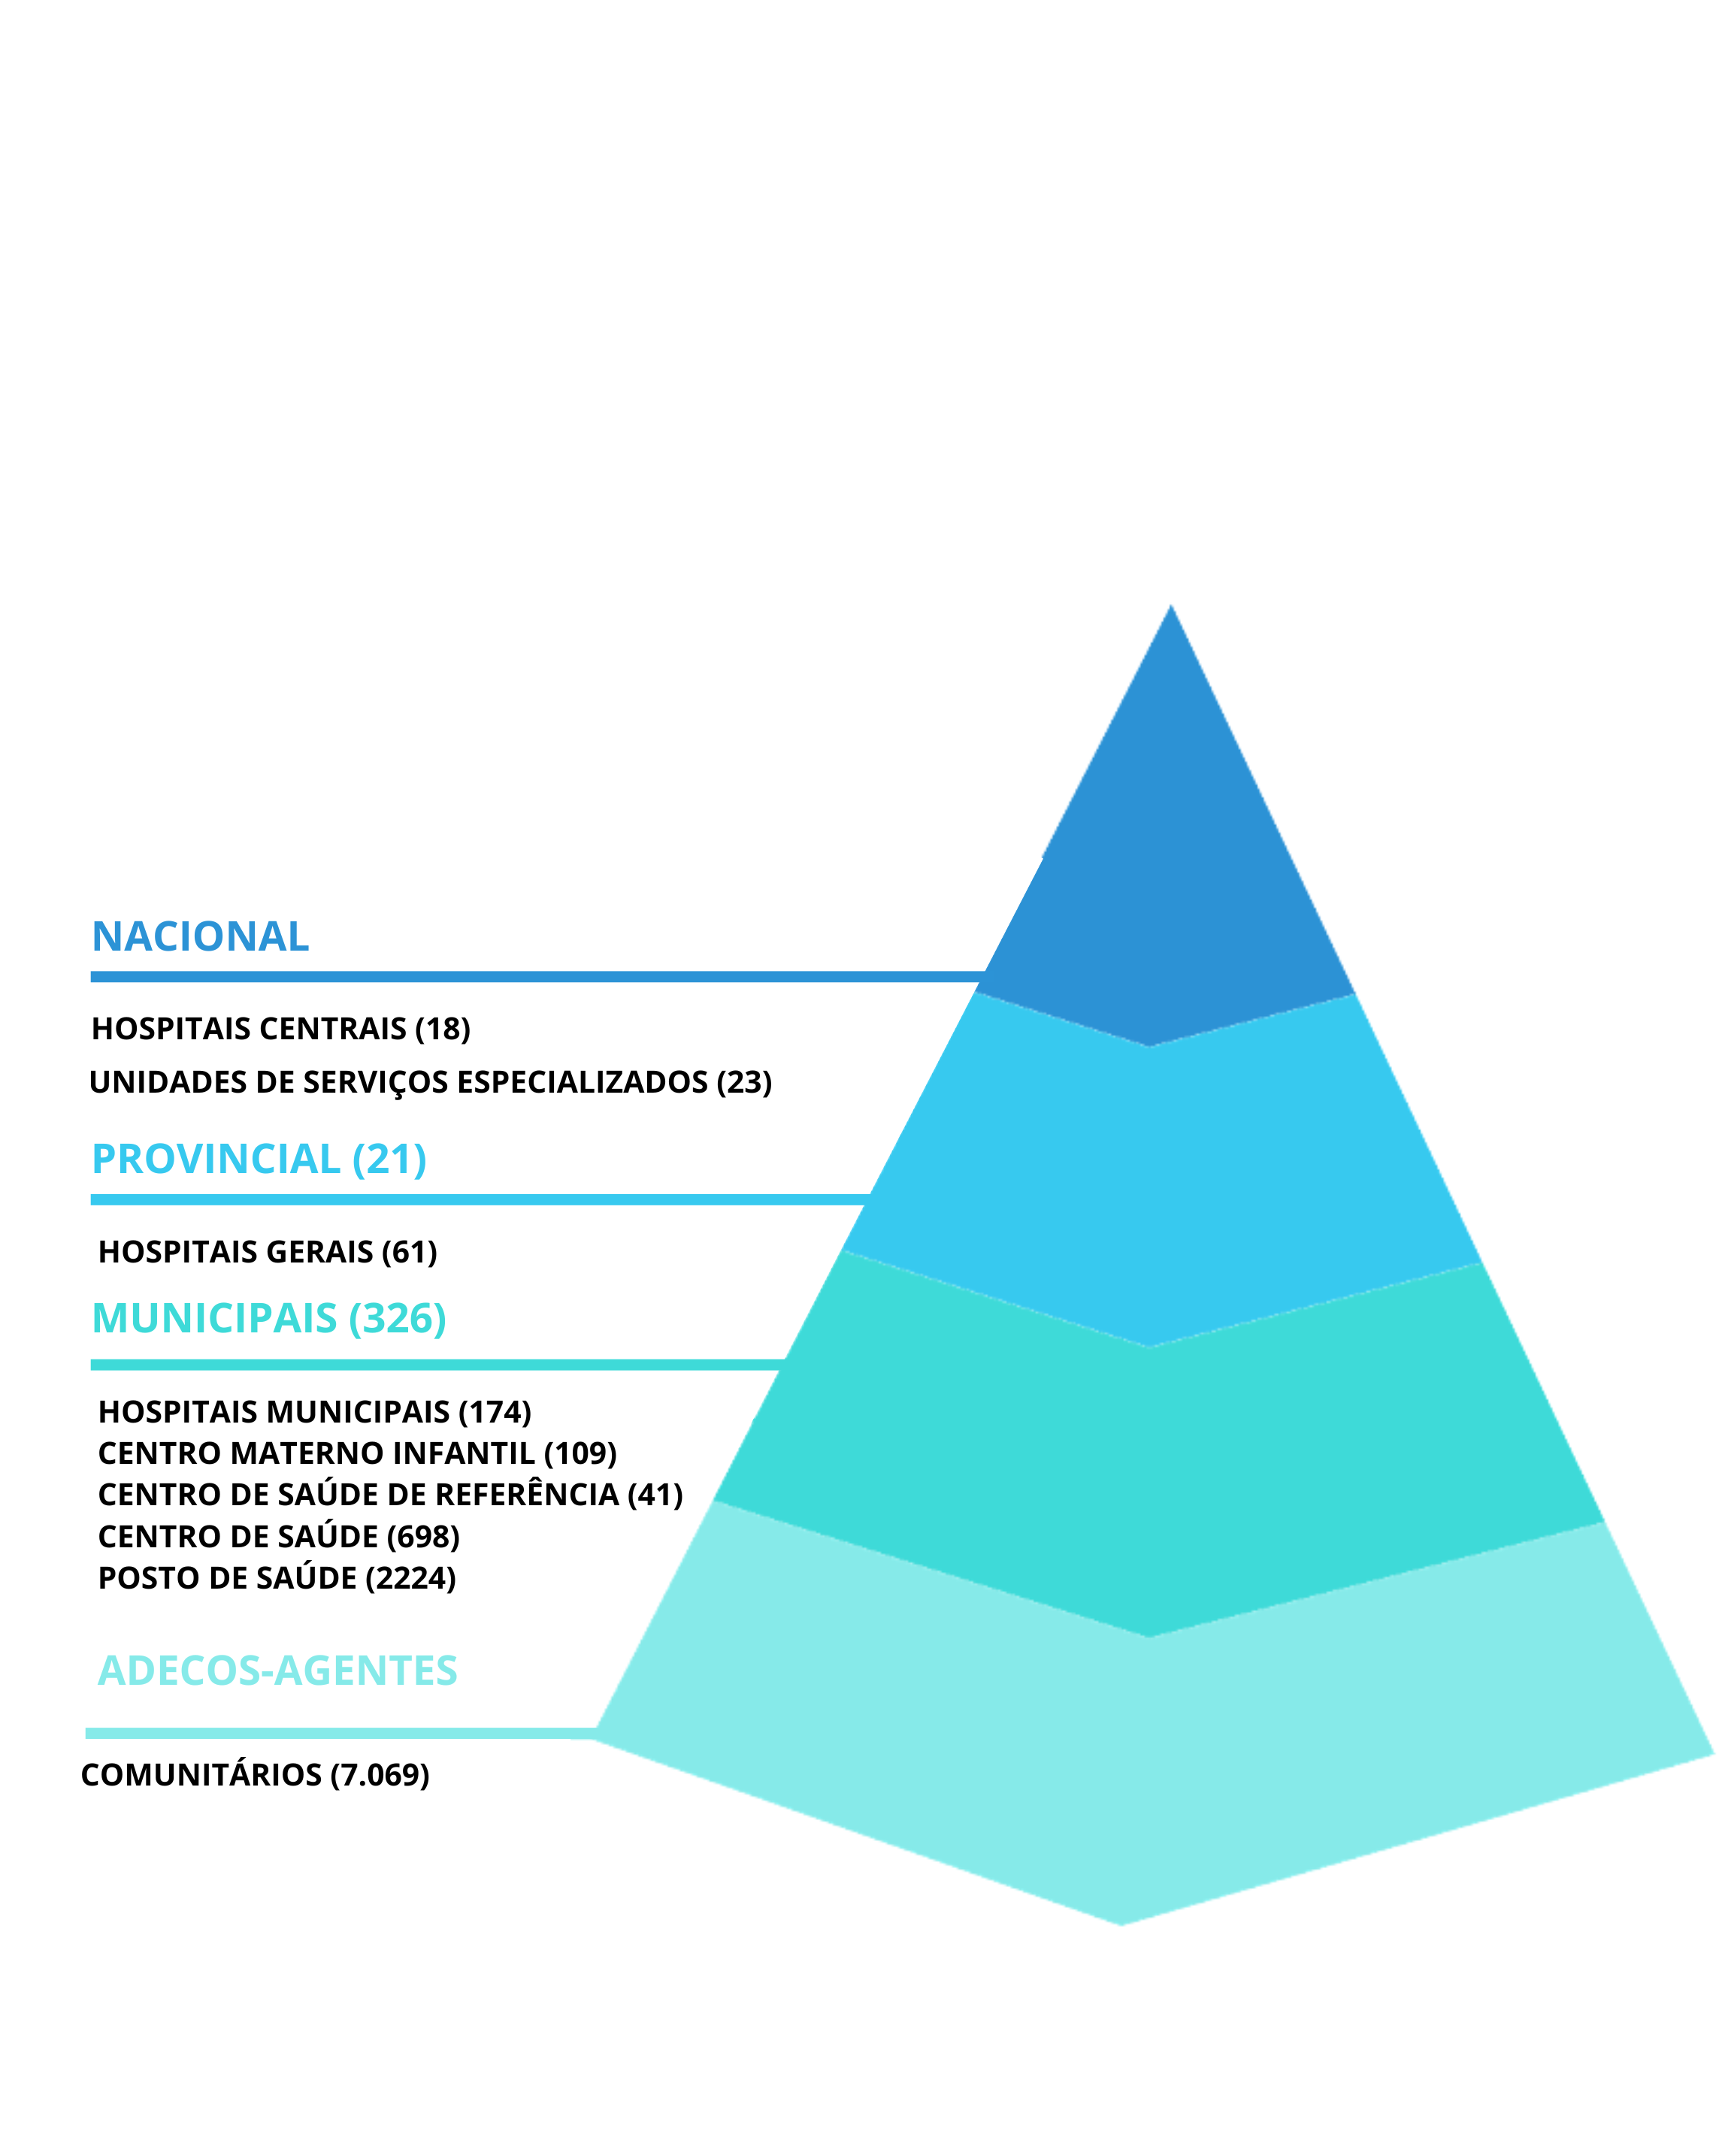 NACIONAL
HOSPITAIS CENTRAIS (18)
UNIDADES DE SERVIÇOS ESPECIALIZADOS (23)
PROVINCIAL (21)
HOSPITAIS GERAIS (61)
MUNICIPAIS (326)
HOSPITAIS MUNICIPAIS (174)
CENTRO MATERNO INFANTIL (109)
CENTRO DE SAÚDE DE REFERÊNCIA (41)
CENTRO DE SAÚDE (698)
POSTO DE SAÚDE (2224)
ADECOS-AGENTES
COMUNITÁRIOS (7.069)